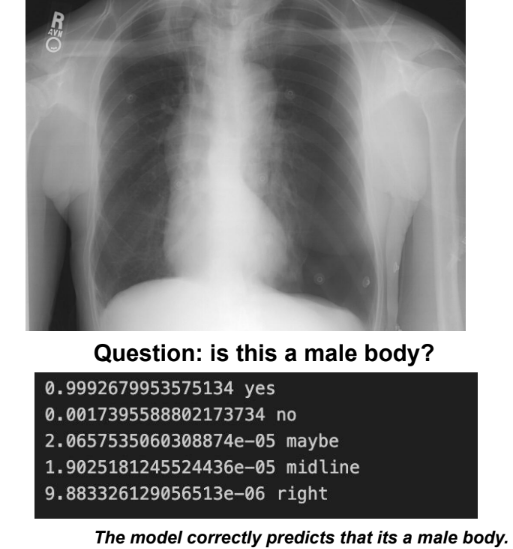 R
AVN
Question: is this a male body?
0.9992679953575134 yes
0.0017395588802173734 no
2.0657535060308874e-05 maybe
1.9025181245524436e-05 midline
9.883326129056513e-06 right
The model correctly predicts that its a male body.